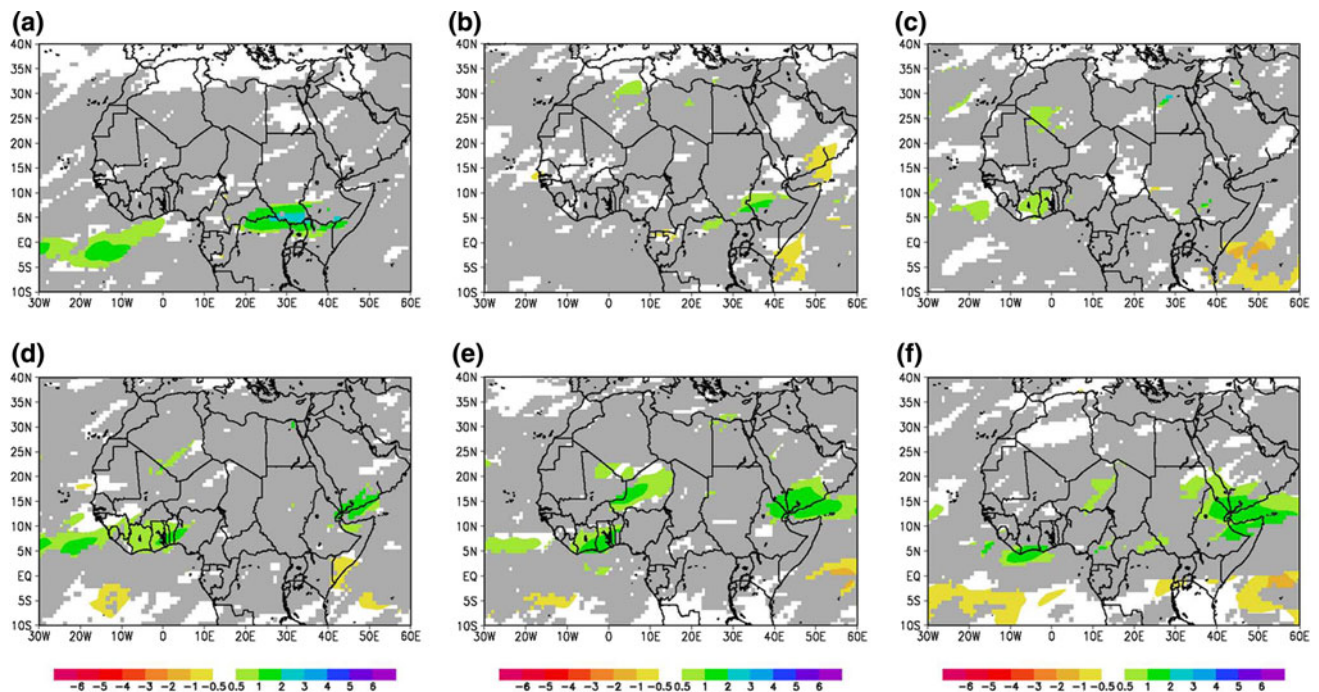 (a) (b) (c)
40N 40N 40N
35N 35N 35N
30N 30N 30N
25N 25N 25N
20N 20N 20N
15N 15N 15N
10N 10N 10N
5N 5N 5N
EQ EQ EQ
5S 5S 5S
10S 10S 10S
30W 20W 10W 0 10E 20E 30E 40E 50E 60E 30W 20W 10W 0 10E 20E 30E 40E 50E 60E 30W 20W 10W 0 10E 20E 30E 40E 50E 60E
(d) (e) (f)
40N 40N 40N
35N 35N 35N
30N 30N 30N
25N 25N 25N
20N 20N 20N
15N 15N 15N
10N 10N 10N
5N 5N 5N
EQ EQ EQ
5S 5S 5S
10S 10S 10S
30W 20W 10W 0 10E 20E 30E 40E 50E 60E 30W 20W 10W 0 10E 20E 30E 40E 50E 60E 30W 20W 10W 0 10E 20E 30E 40E 50E 60E
-6 -5 -4 -3 -2 -1 -0.5 0.5 1 2 3 4 5 6 -6 -5 -4 -3 -2 -1 -0.5 0.5 1 2 3 4 5 6 -6 -5 -4 -3 -2 -1 -0.5 0.5 1 2 3 4 5 6